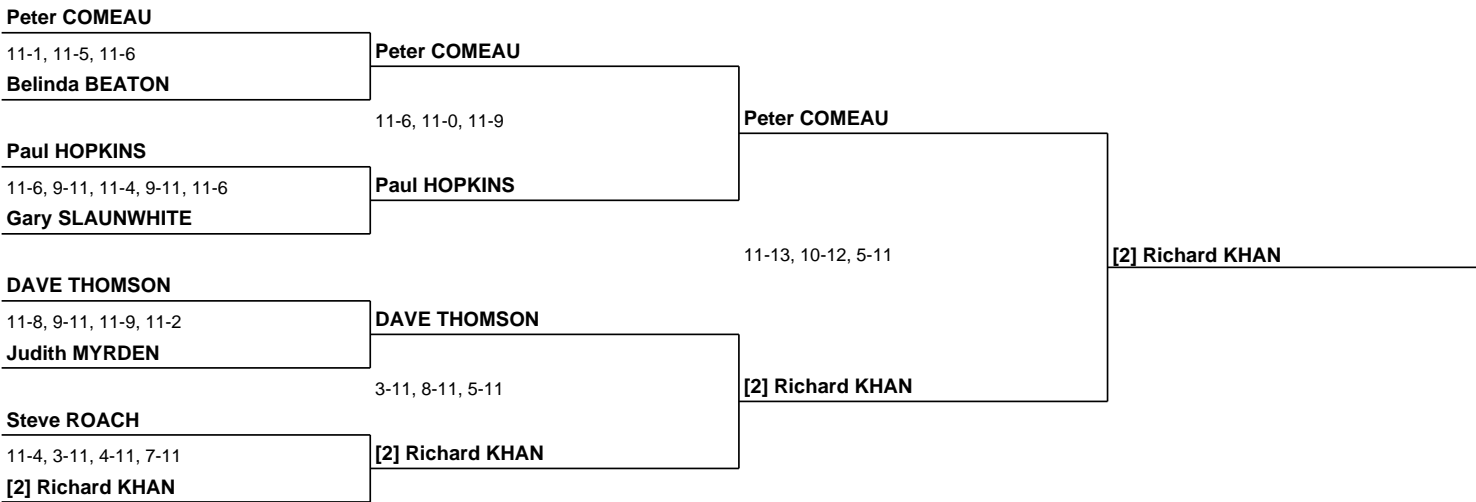 Peter COMEAU
11-1, 11-5, 11-6
Peter COMEAU
Belinda BEATON
11-6, 11-0, 11-9
Peter COMEAU
Paul HOPKINS
11-6, 9-11, 11-4, 9-11, 11-6
Paul HOPKINS
Gary SLAUNWHITE
11-13, 10-12, 5-11
[2] Richard KHAN
DAVE THOMSON
11-8, 9-11, 11-9, 11-2
DAVE THOMSON
Judith MYRDEN
3-11, 8-11, 5-11
[2] Richard KHAN
Steve ROACH
11-4, 3-11, 4-11, 7-11
[2] Richard KHAN
[2] Richard KHAN